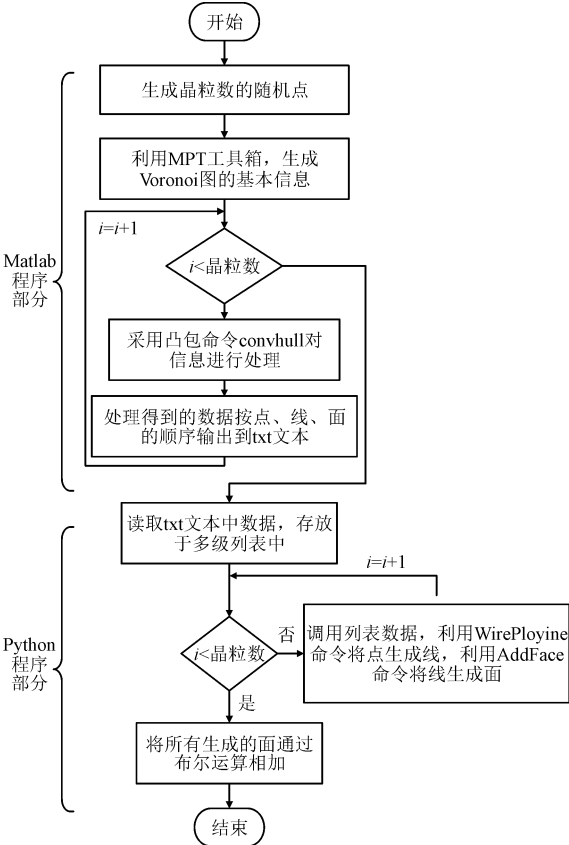 开始
生成晶粒数的随机点
利用MPT工具箱，生成
Voronoi图的基本信息
i=i+1
i<晶粒数
采用凸包命令convhull对
信息进行处理
处理得到的数据按点、线、面
的顺序输出到txt文本
Matlab
程序
部分
读取txt文本中数据，存放
于多级列表中
i=i+1
i<晶粒数
否
调用列表数据，利用WirePloyine
命令将点生成线，利用AddFace
命令将线生成面
是
Python
程序
部分
将所有生成的面通过
布尔运算相加
结束